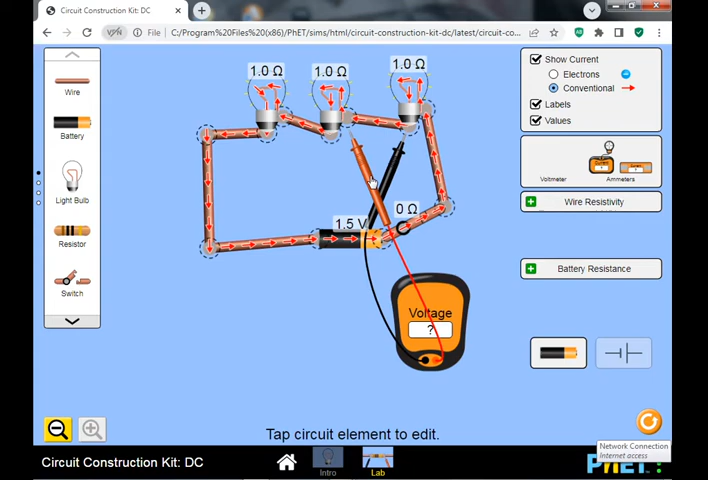 Circuit Construction Kit: DC
VPN
File
C:/Program%20Files%20(x86)/PhET/sims/html/circuit-construction-kit-dc/latest/circuit-co...
Wire
Battery
Light Bulb
Resistor
Switch
1.0 Ω
1.0 Ω
1.0 Ω
0 Ω
1.5 V
Voltage
?
Show Current
Electrons
Conventional
Labels
Values
Voltmeter
Ammeters
Wire Resistivity
Battery Resistance
Tap circuit element to edit.
Network Connection
Internet access
Circuit Construction Kit: DC
Intro
Lab
PhET